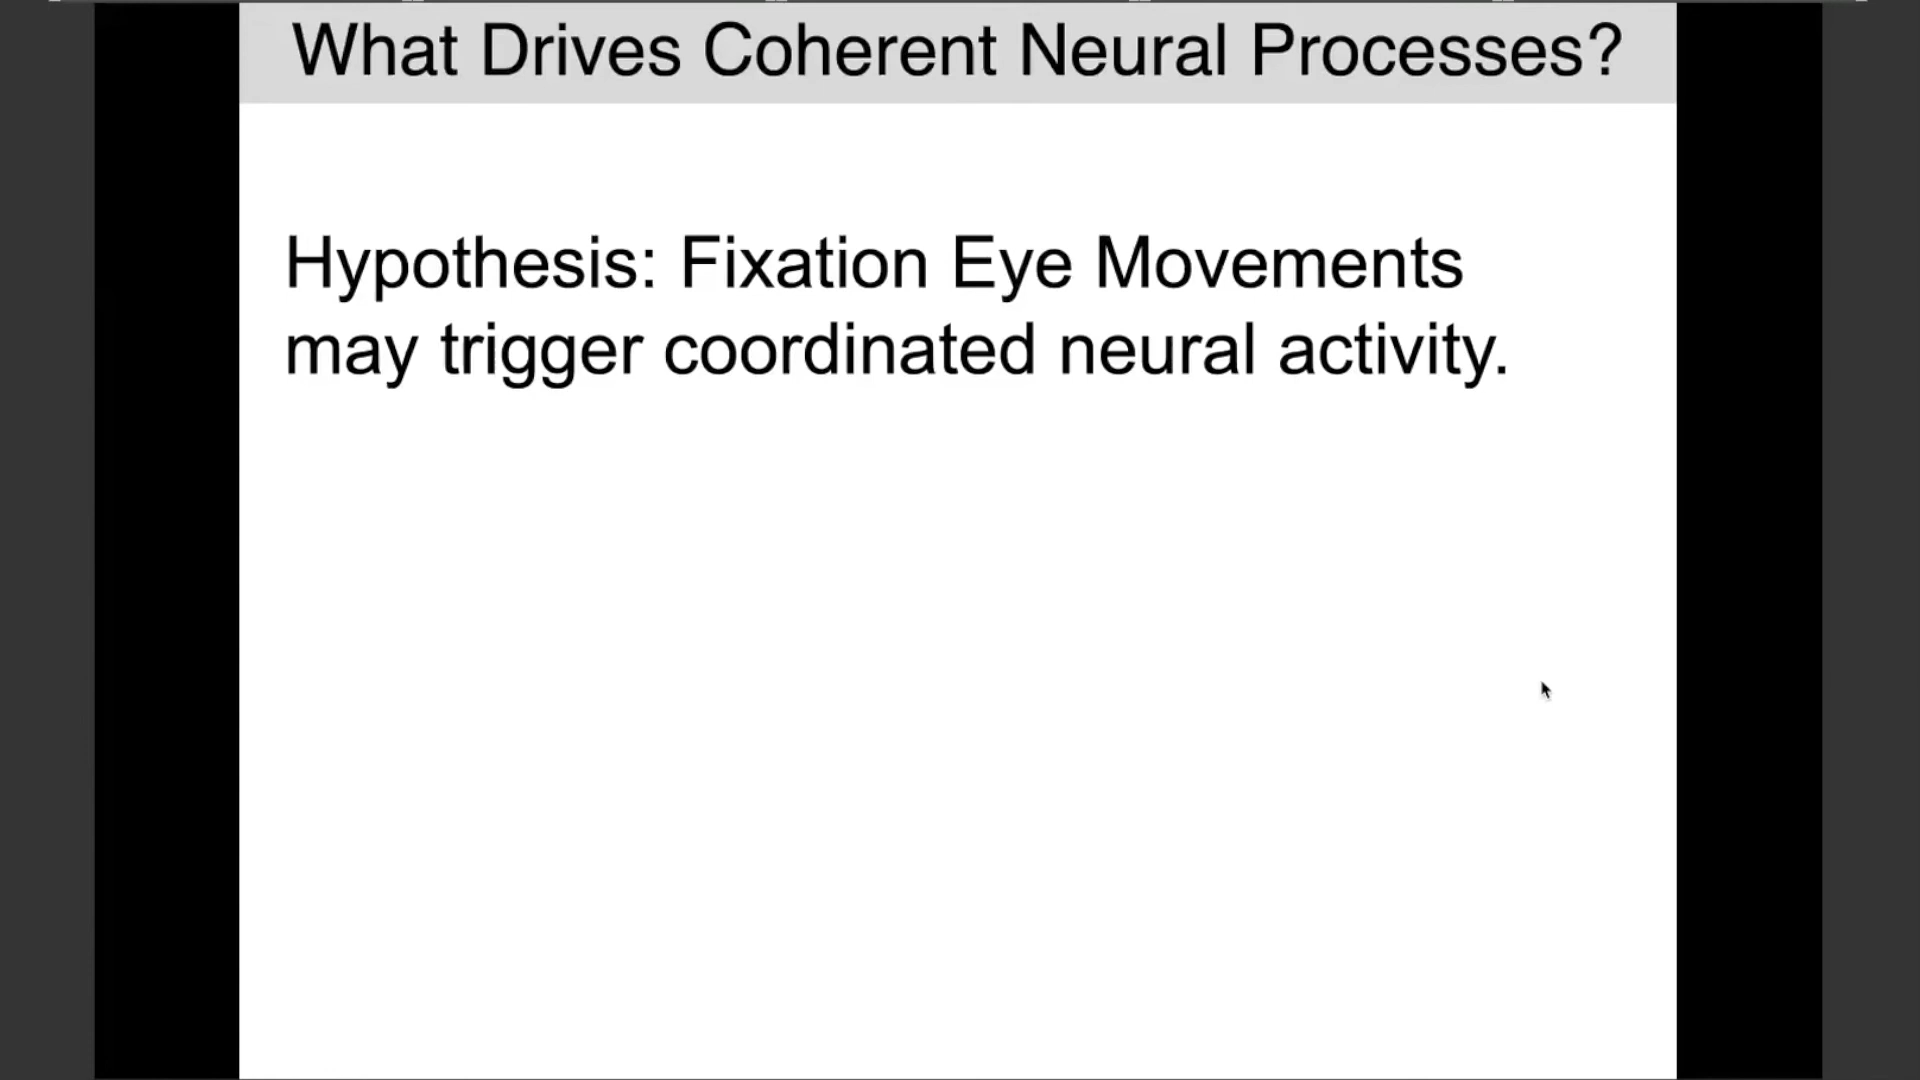 What Drives Coherent Neural Processes?
Hypothesis: Fixation Eye Movements
may trigger coordinated neural activity.